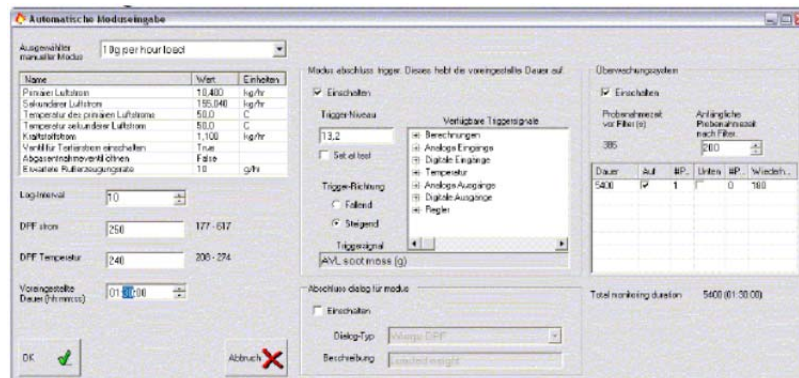 Automatische Moduseingabe
Ausgewählter
manueller Modus
10g per hour load
Name Wert Einheiten
Primärer Luftstrom 10,400 kg/hr
Sekundärer Luftstrom 195,040 kg/hr
Temperatur des primären Luftstroms 50,0 C
Temperatur sekundärer Luftstrom 50,0 C
Kraftstoffstrom 1,100 kg/hr
Ventil für Tertiärstrom einschalten True
Abgasentnahmeventil öffnen False
Erwartete Rußerzeugungsrate 10 g/hr
Log-Interval 10
DPF strom 250 177 - 617
DPF Temperatur 240 208 - 274
Voreingestellte
Dauer (hh:mm:ss) 01:30:00
OK
Abbruch
Modus abschluss trigger. Dieses hebt die voreingestellte Dauer auf.
Einschalten
Trigger-Niveau
13,2
Set at test
Trigger-Richtung
Fallend
Steigend
Triggersignal
AVL soot mass (g)
Verfügbare Triggersignale
Berechnungen
Analoge Eingänge
Digitale Eingänge
Temperatur
Analoge Ausgänge
Digitale Ausgänge
Regler
Abschluss dialog für modus
Einschalten
Dialog-Typ
Beschreibung
Überwachungssystem
Einschalten
Probenahmezeit
vor Filter (s)
386
Anfängliche
Probenahmezeit
nach Filter.
200
Dauer Auf #P.. Unten #P.. Wiederh..
5400 1 0 180
Total monitoring duration 5400 (01:30:00)